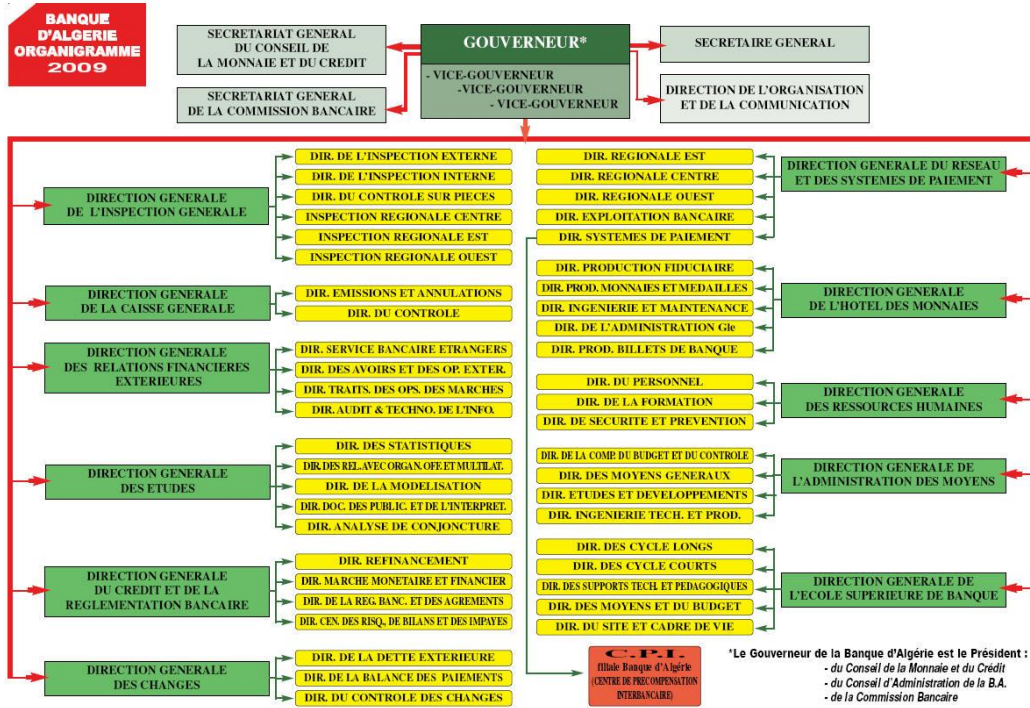 BANQUE
D'ALGERIE
ORGANIGRAMME
2009
SECRETARIAT GENERAL
DU CONSEIL DE
LA MONNAIE ET DU CREDIT
SECRETARIAT GENERAL
DE LA COMMISSION BANCAIRE
GOUVERNEUR*
- VICE-GOUVERNEUR
-VICE-GOUVERNEUR
- VICE-GOUVERNEUR
SECRETAIRE GENERAL
DIRECTION DE L'ORGANISATION
ET DE LA COMMUNICATION
DIRECTION GENERALE
DE L'INSPECTION GENERALE
DIR. DE L'INSPECTION EXTERNE
DIR. DE L'INSPECTION INTERNE
DIR. DU CONTROLE SUR PIECES
INSPECTION REGIONALE CENTRE
INSPECTION REGIONALE EST
INSPECTION REGIONALE OUEST
DIRECTION GENERALE
DE LA CAISSE GENERALE
DIR. EMISSIONS ET ANNULATIONS
DIR. DU CONTROLE
DIRECTION GENERALE
DES RELATIONS FINANCIERES
EXTERIEURES
DIR. SERVICE BANCAIRE ETRANGERS
DIR. DES AVOIRS ET DES OP. EXTER.
DIR. TRAITS. DES OPS. DES MARCHES
DIR. AUDIT & TECHNO. DE L'INFO.
DIRECTION GENERALE
DES ETUDES
DIR. DES STATISTIQUES
DIR. DES REL. AVEC ORGAN. OFF. ET MULTILAT.
DIR. DE LA MODELISATION
DIR. DOC. DES PUBLIC. ET DE L'INTERPRET.
DIR. ANALYSE DE CONJONCTURE
DIRECTION GENERALE
DU CREDIT ET DE LA
REGLEMENTATION BANCAIRE
DIR. REFINANCEMENT
DIR. MARCHE MONETAIRE ET FINANCIER
DIR. DE LA REG. BANC. ET DES AGREMENTS
DIR. CEN. DES RISQ., DE BILANS ET DES IMPAYES
DIRECTION GENERALE
DES CHANGES
DIR. DE LA DETTE EXTERIEURE
DIR. DE LA BALANCE DES PAIEMENTS
DIR. DU CONTROLE DES CHANGES
DIR. REGIONALE EST
DIR. REGIONALE CENTRE
DIR. REGIONALE OUEST
DIR. EXPLOITATION BANCAIRE
DIR. SYSTEMES DE PAIEMENT
DIRECTION GENERALE DU RESEAU
ET DES SYSTEMES DE PAIEMENT
DIR. PRODUCTION FIDUCIAIRE
DIR. PROD. MONNAIES ET MEDAILLES
DIR. INGENIERIE ET MAINTENANCE
DIR. DE L'ADMINISTRATION Gle
DIR. PROD. BILLETS DE BANQUE
DIRECTION GENERALE
DE L'HOTEL DES MONNAIES
DIR. DU PERSONNEL
DIR. DE LA FORMATION
DIR. DE SECURITE ET PREVENTION
DIRECTION GENERALE
DES RESSOURCES HUMAINES
DIR. DE LA COMP. DU BUDGET ET DU CONTROLE
DIR. DES MOYENS GENERAUX
DIR. ETUDES ET DEVELOPPEMENTS
DIR. INGENIERIE TECH. ET PROD.
DIRECTION GENERALE DE
L'ADMINISTRATION DES MOYENS
DIR. DES CYCLE LONGS
DIR. DES CYCLE COURTS
DIR. DES SUPPORTS TECH. ET PEDAGOGIQUES
DIR. DES MOYENS ET DU BUDGET
DIR. DU SITE ET CADRE DE VIE
DIRECTION GENERALE DE
L'ECOLE SUPERIEURE DE BANQUE
C.P.I.
filiale Banque d'Algérie
(CENTRE DE PRECOMPENSATION
INTERBANCAIRE)
*Le Gouverneur de la Banque d'Algérie est le Président :
- du Conseil de la Monnaie et du Crédit
- du Conseil d'Administration de la B.A.
- de la Commission Bancaire